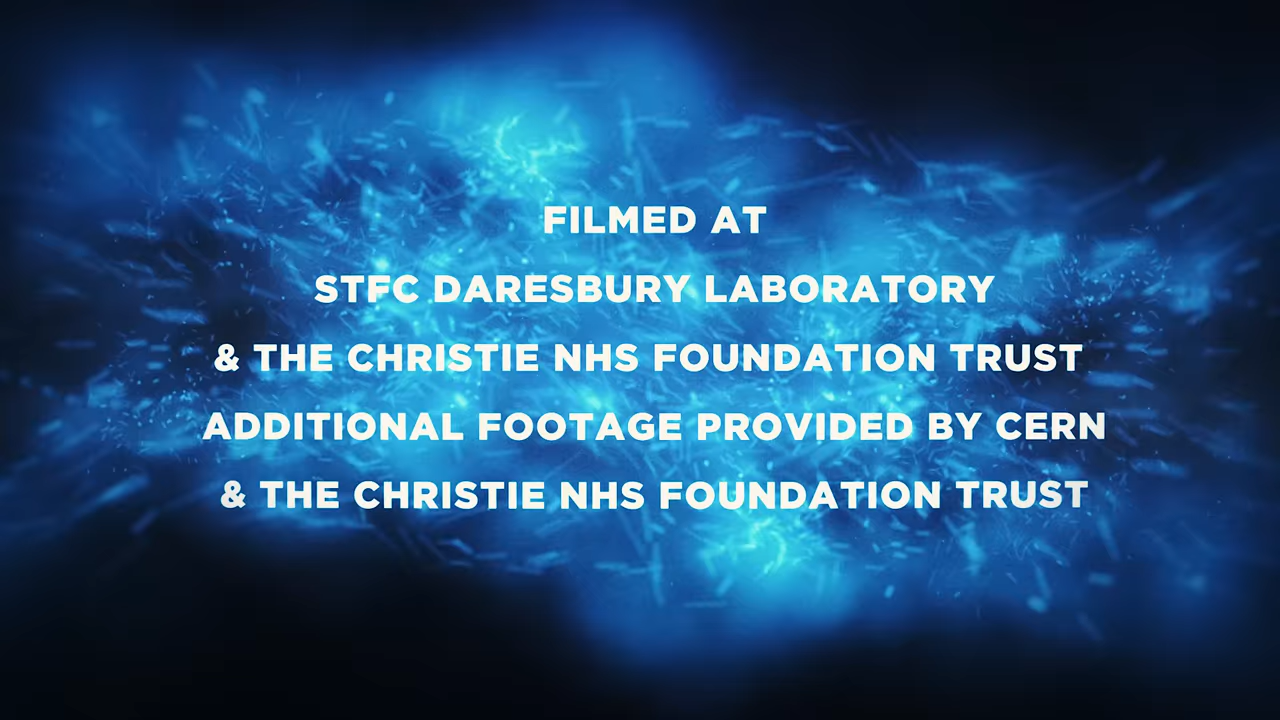 FILMED AT
STFC DARESBURY LABORATORY
& THE CHRISTIE NHS FOUNDATION TRUST
ADDITIONAL FOOTAGE PROVIDED BY CERN
& THE CHRISTIE NHS FOUNDATION TRUST